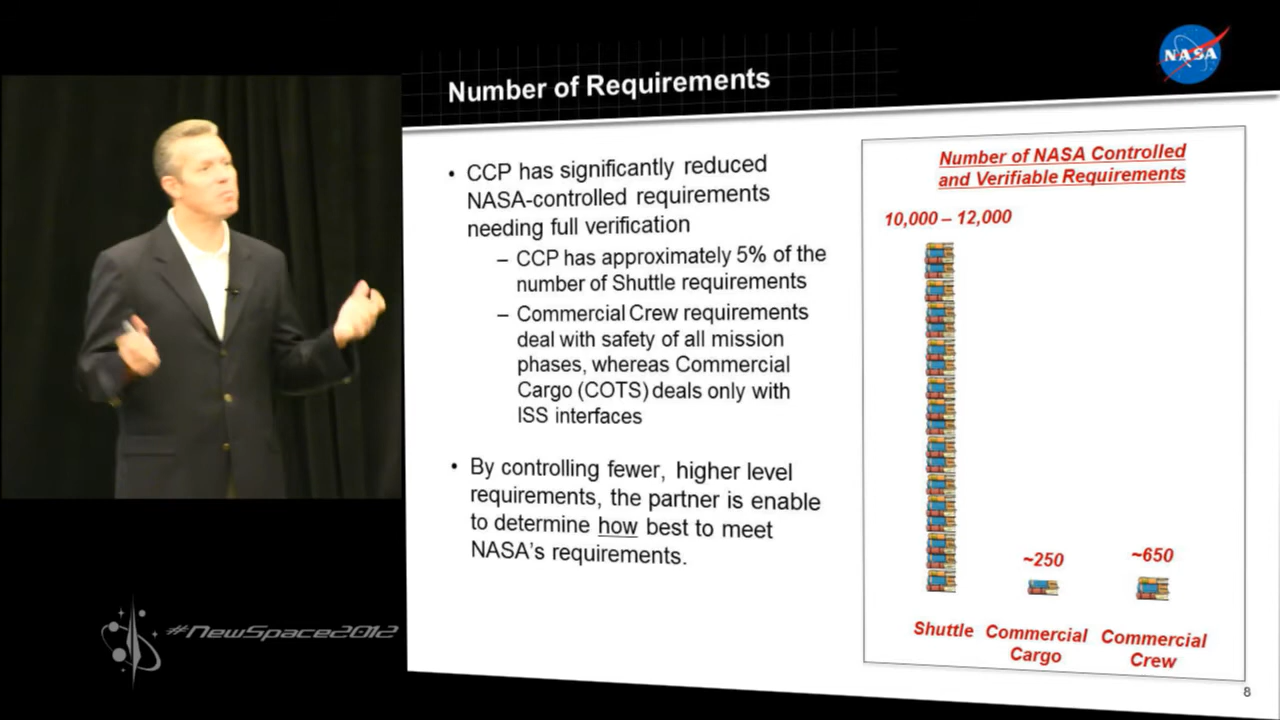 NASA
Number of Requirements
• CCP has significantly reduced
NASA-controlled requirements
needing full verification
– CCP has approximately 5% of the
number of Shuttle requirements
– Commercial Crew requirements
deal with safety of all mission
phases, whereas Commercial
Cargo (COTS) deals only with
ISS interfaces
• By controlling fewer, higher level
requirements, the partner is enable
to determine how best to meet
NASA's requirements.
Number of NASA Controlled
and Verifiable Requirements
10,000 – 12,000
~250
~650
Shuttle
Commercial
Cargo
Commercial
Crew
#NewSpace2012
8